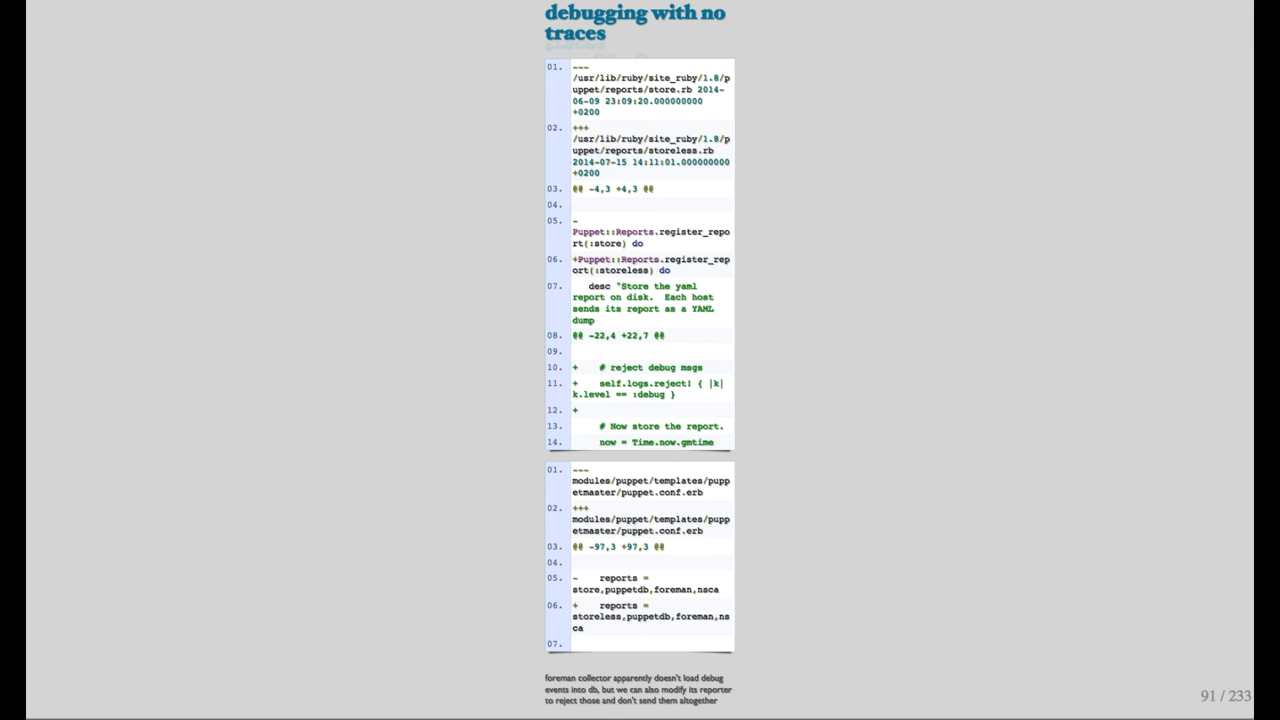 debugging with no
traces
01. ---
/usr/lib/ruby/site_ruby/1.8/p
uppet/reports/store.rb 2014-
06-09 23:09:20.000000000
+0200
02. +++
/usr/lib/ruby/site_ruby/1.8/p
uppet/reports/storeless.rb
2014-07-15 14:11:01.000000000
+0200
03. @@ -4,3 +4,3 @@
04.
05. -
Puppet::Reports.register_repo
rt(:store) do
06. +Puppet::Reports.register_rep
ort(:storeless) do
07. desc "Store the yaml
report on disk.  Each host
sends its report as a YAML
dump
08. @@ -22,4 +22,7 @@
09.
10. +    # reject debug msgs
11. +    self.logs.reject! { |k|
k.level == :debug }
12. +
13. # Now store the report.
14. now = Time.now.gmtime
01. ---
modules/puppet/templates/pupp
etmaster/puppet.conf.erb
02. +++
modules/puppet/templates/pupp
etmaster/puppet.conf.erb
03. @@ -97,3 +97,3 @@
04.
05. -    reports =
store,puppetdb,foreman,nsca
06. +    reports =
storeless,puppetdb,foreman,ns
ca
07.
foreman collector apparently doesn't load debug
events into db, but we can also modify its reporter
to reject those and don't send them altogether
91 / 233